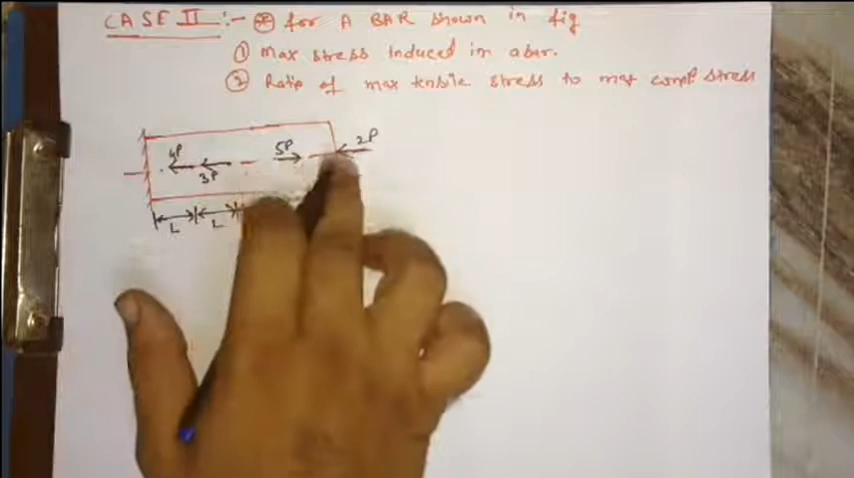 CASE II :- * for A BAR shown in fig
① Max stress Induced in a bar.
② Ratio of max tensile stress to max comp stress
4P 3P 5P 2P
L L